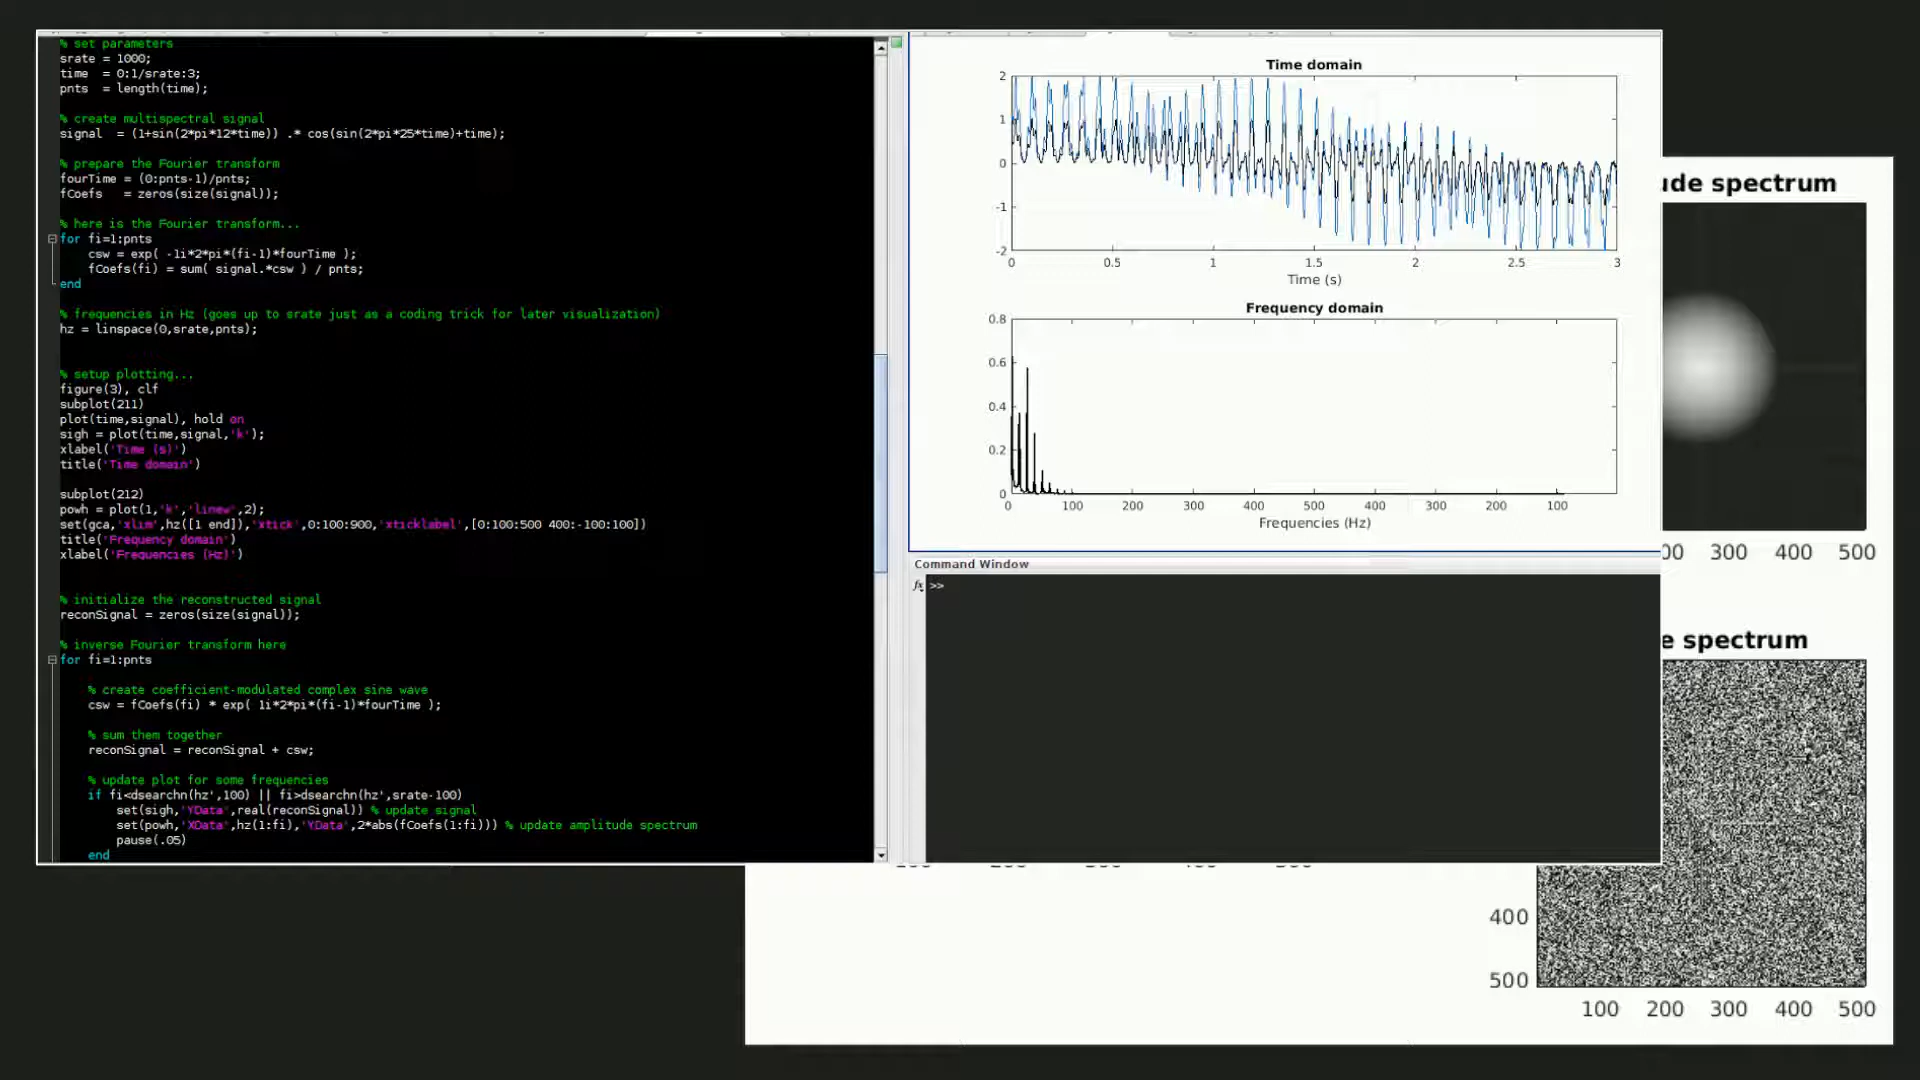 % set parameters
srate = 1000;
time  = 0:1/srate:3;
pnts  = length(time);
% create multispectral signal
signal  = (1+sin(2*pi*12*time)) .* cos(sin(2*pi*25*time)+time);
% prepare the Fourier transform
fourTime = (0:pnts-1)/pnts;
fCoefs   = zeros(size(signal));
% here is the Fourier transform...
for fi=1:pnts
    csw = exp( -1i*2*pi*(fi-1)*fourTime );
    fCoefs(fi) = sum( signal.*csw ) / pnts;
end
% frequencies in Hz (goes up to srate just as a coding trick for later visualization)
hz = linspace(0,srate,pnts);
% setup plotting...
figure(3), clf
subplot(211)
plot(time,signal), hold on
sigh = plot(time,signal,'k');
xlabel('Time (s)')
title('Time domain')
subplot(212)
powh = plot(1,'k','linew',2);
set(gca,'xlim',hz([1 end]),'xtick',0:100:900,'xticklabel',[0:100:500 400:-100:100])
title('Frequency domain')
xlabel('Frequencies (Hz)')
% initialize the reconstructed signal
reconSignal = zeros(size(signal));
% inverse Fourier transform here
for fi=1:pnts
    % create coefficient-modulated complex sine wave
    csw = fCoefs(fi) * exp( 1i*2*pi*(fi-1)*fourTime );
    % sum them together
    reconSignal = reconSignal + csw;
    % update plot for some frequencies
    if fi<dsearchn(hz',100) || fi>dsearchn(hz',srate-100)
        set(sigh,'YData',real(reconSignal)) % update signal
        set(powh,'XData',hz(1:fi),'YData',2*abs(fCoefs(1:fi))) % update amplitude spectrum
        pause(.05)
    end
Time domain
2
1
0
-1
-2
0 0.5 1 1.5 2 2.5 3
Time (s)
Frequency domain
0.8
0.6
0.4
0.2
0
0 100 200 300 400 500 400 300 200 100
Frequencies (Hz)
Command Window
fx >>
ude spectrum
00 300 400 500
e spectrum
400
500
100 200 300 400 500